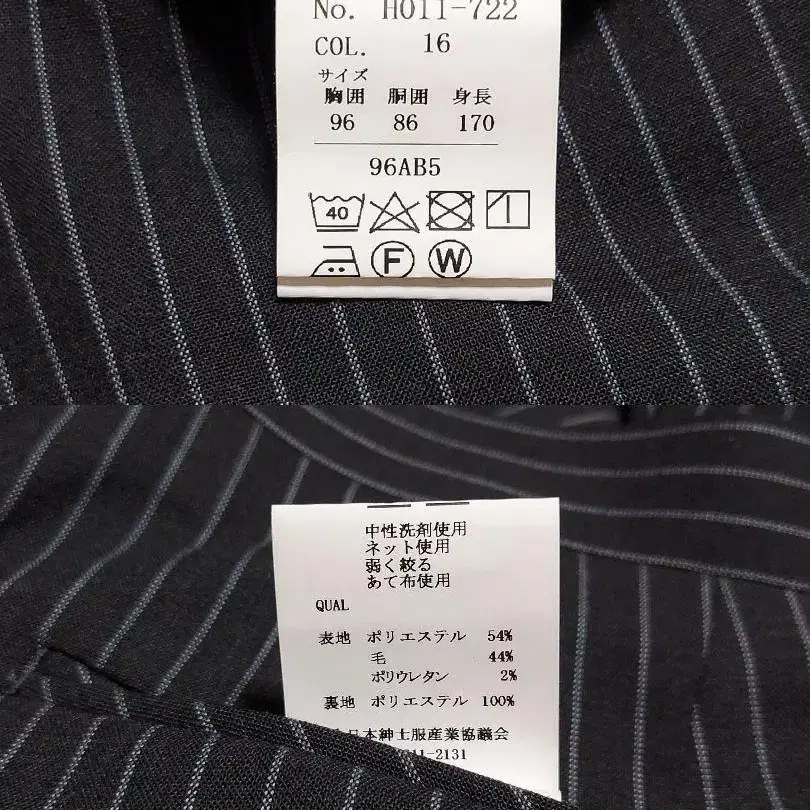 No. H011-722
COL. 16
サイズ
胸囲 胴囲 身長
96 86 170
96AB5
40
F W
中性洗剤使用
ネット使用
弱く絞る
あて布使用
QUAL
表地 ポリエステル 54%
毛 44%
ポリウレタン 2%
裏地 ポリエステル 100%
日本紳士服産業協議会
11-2131